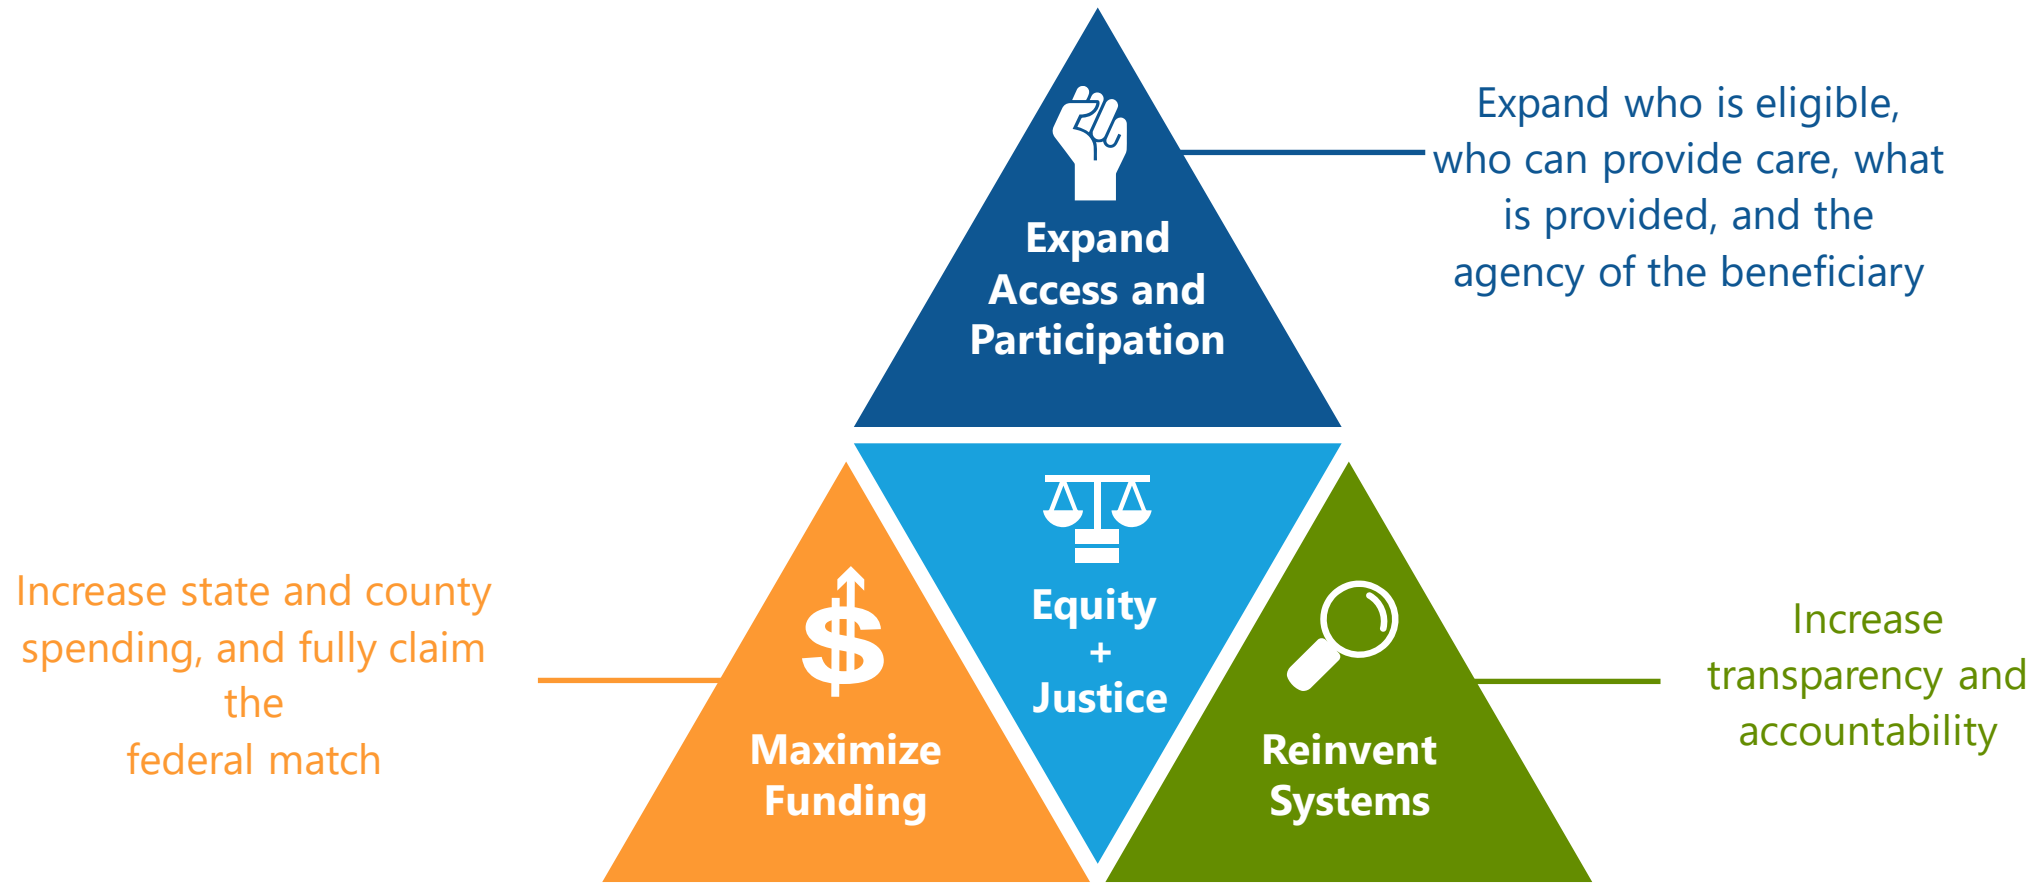 Expand
Access and
Participation
Expand who is eligible,
who can provide care, what
is provided, and the
agency of the beneficiary
Increase state and county
spending, and fully claim
the
federal match
Maximize
Funding
Equity
+
Justice
Reinvent
Systems
Increase
transparency and
accountability